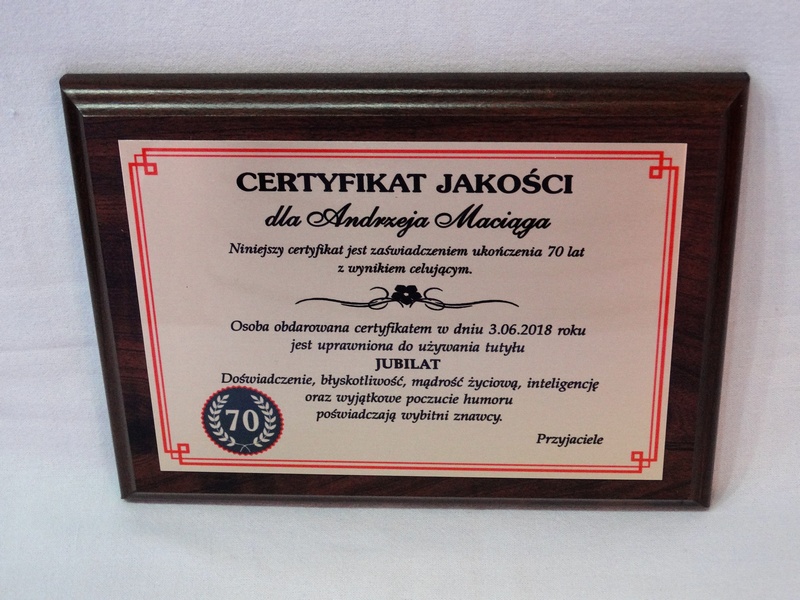 CERTYFIKAT JAKOŚCI
dla Andrzeja Maciąga
Niniejszy certyfikat jest zaświadczeniem ukończenia 70 lat
z wynikiem celującym.
Osoba obdarowana certyfikatem w dniu 3.06.2018 roku
jest uprawniona do używania tutyłu
JUBILAT
Doświadczenie, błyskotliwość, mądrość życiową, inteligencję
oraz wyjątkowe poczucie humoru
poświadczają wybitni znawcy.
70
Przyjaciele